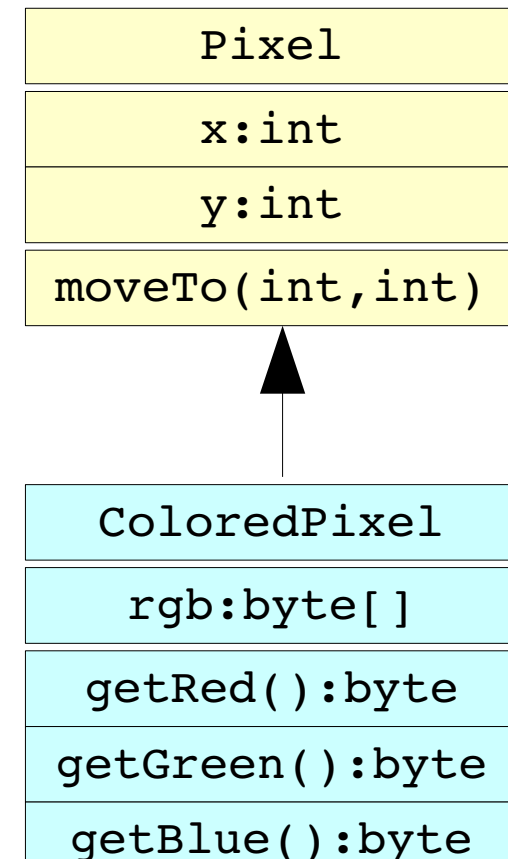 Pixel
x:int
y:int
moveTo(int,int)
ColoredPixel
rgb:byte[]
getRed():byte
getGreen():byte
getBlue():byte